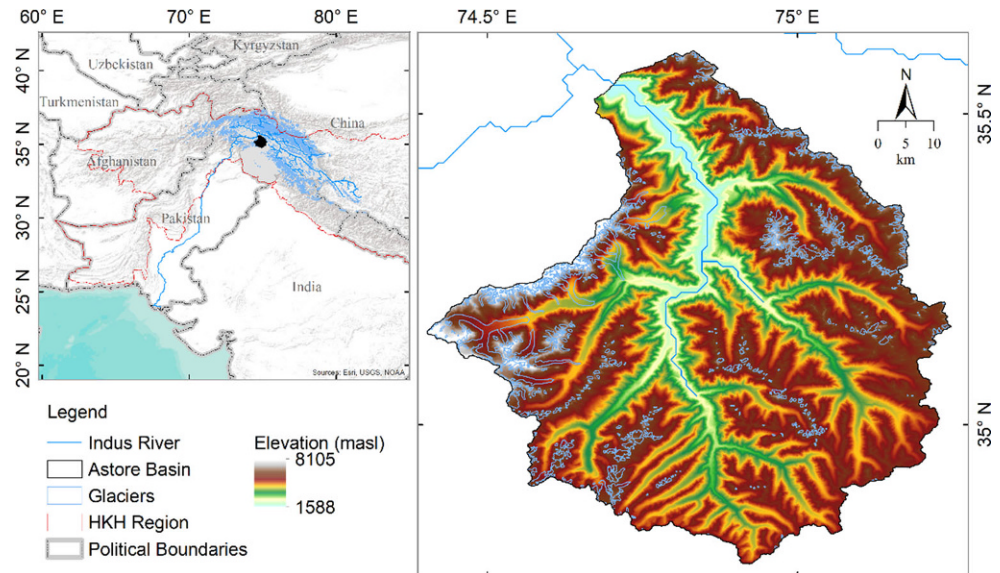 60° E 70° E 80° E
74.5° E 75° E
40° N
35° N
30° N
25° N
20° N
Kyrgyzstan
Uzbekistan
Turkmenistan
China
Afghanistan
Pakistan
India
Sources: Esri, USGS, NOAA
N
0 5 10
km
35.5° N
35° N
Legend
Indus River
Astore Basin
Glaciers
HKH Region
Political Boundaries
Elevation (masl)
8105
1588